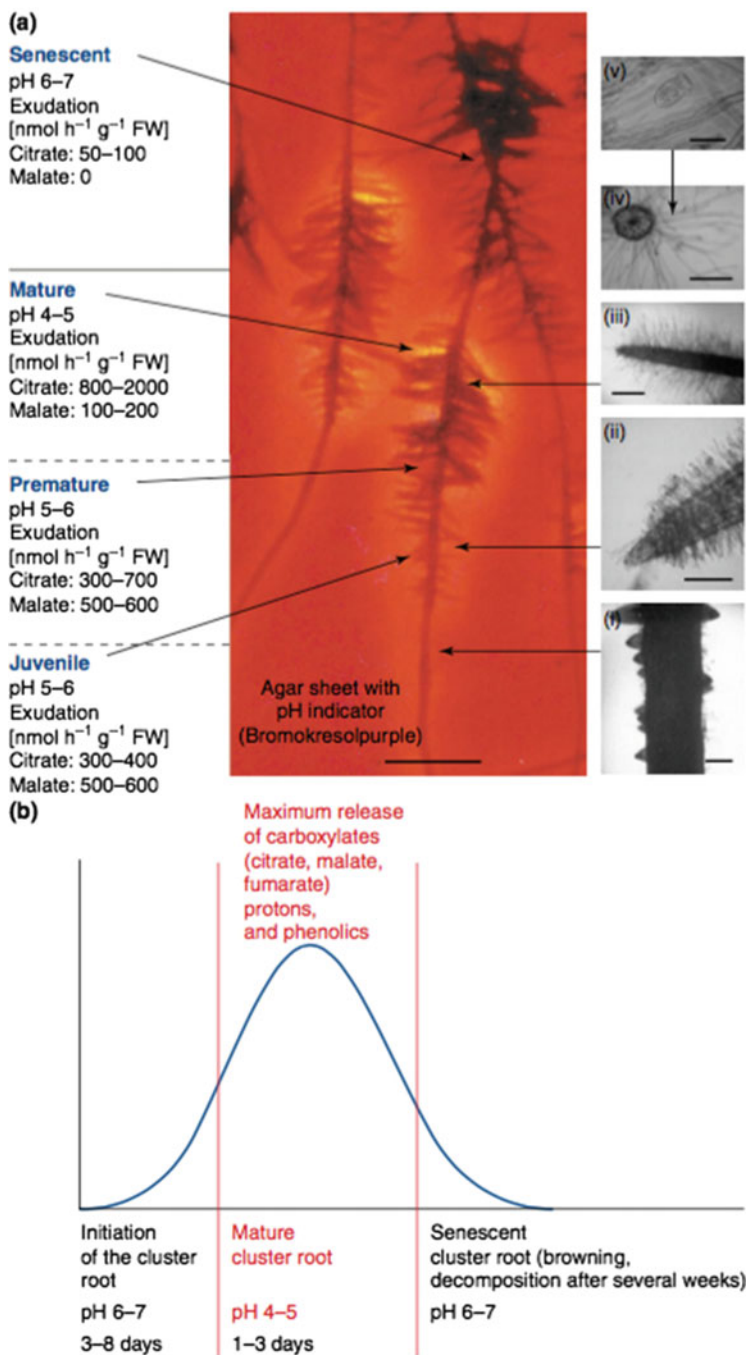 (a)
Senescent
pH 6–7
Exudation
[nmol h⁻¹ g⁻¹ FW]
Citrate: 50–100
Malate: 0
Mature
pH 4–5
Exudation
[nmol h⁻¹ g⁻¹ FW]
Citrate: 800–2000
Malate: 100–200
Premature
pH 5–6
Exudation
[nmol h⁻¹ g⁻¹ FW]
Citrate: 300–700
Malate: 500–600
Juvenile
pH 5–6
Exudation
[nmol h⁻¹ g⁻¹ FW]
Citrate: 300–400
Malate: 500–600
Agar sheet with
pH indicator
(Bromokresolpurple)
(v)
(iv)
(iii)
(ii)
(i)
(b)
Maximum release
of carboxylates
(citrate, malate,
fumarate)
protons,
and phenolics
Initiation
of the cluster
root
pH 6–7
3–8 days
Mature
cluster root
pH 4–5
1–3 days
Senescent
cluster root (browning,
decomposition after several weeks)
pH 6–7